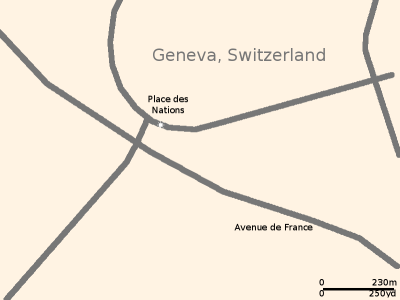 Geneva, Switzerland
Place des
Nations
Avenue de France
0 230m
0 250yd